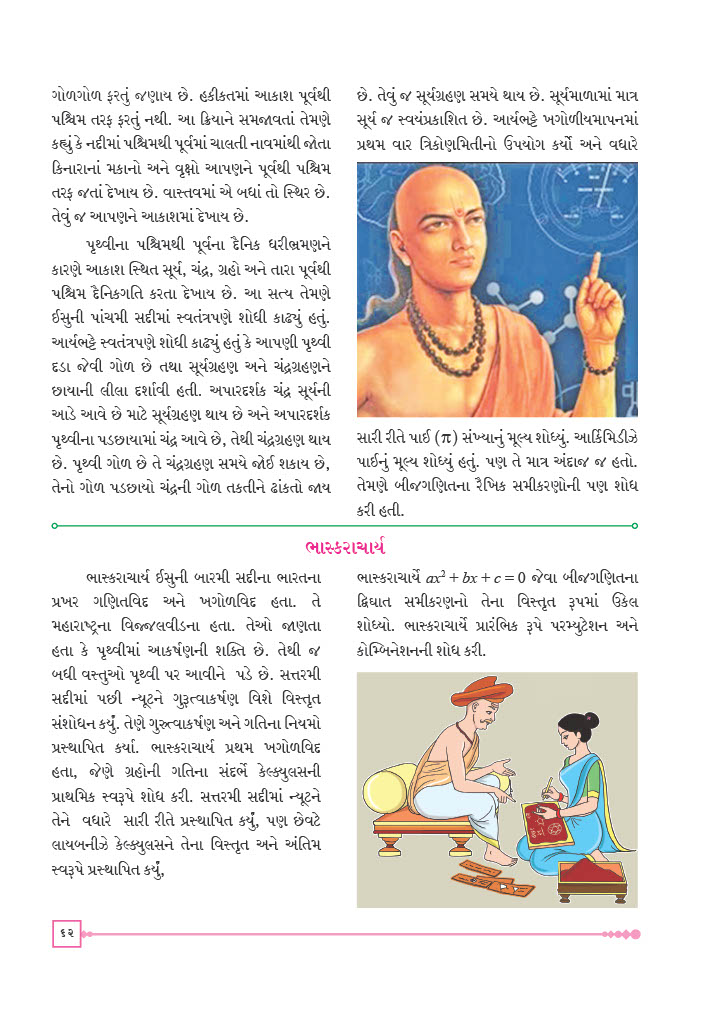 ગોળગોળ ફરતું જણાય છે. હકીકતમાં આકાશ પૂર્વથી
પશ્ચિમ તરફ ફરતું નથી. આ ક્રિયાને સમજાવતાં તેમણે
કહ્યું કે નદીમાં પશ્ચિમથી પૂર્વમાં ચાલતી નાવમાંથી જોતા
કિનારાનાં મકાનો અને વૃક્ષો આપણને પૂર્વથી પશ્ચિમ
તરફ જતાં દેખાય છે. વાસ્તવમાં એ બધાં તો સ્થિર છે.
તેવું જ આપણને આકાશમાં દેખાય છે.
પૃથ્વીના પશ્ચિમથી પૂર્વના દૈનિક ધરીભ્રમણને
કારણે આકાશ સ્થિત સૂર્ય, ચંદ્ર, ગ્રહો અને તારા પૂર્વથી
પશ્ચિમ દૈનિકગતિ કરતા દેખાય છે. આ સત્ય તેમણે
ઈસુની પાંચમી સદીમાં સ્વતંત્રપણે શોધી કાઢ્યું હતું.
આર્યભટ્ટે સ્વતંત્રપણે શોધી કાઢ્યું હતું કે આપણી પૃથ્વી
દડા જેવી ગોળ છે તથા સૂર્યગ્રહણ અને ચંદ્રગ્રહણને
છાયાની લીલા દર્શાવી હતી. અપારદર્શક ચંદ્ર સૂર્યની
આડે આવે છે માટે સૂર્યગ્રહણ થાય છે અને અપારદર્શક
પૃથ્વીના પડછાયામાં ચંદ્ર આવે છે, તેથી ચંદ્રગ્રહણ થાય
છે. પૃથ્વી ગોળ છે તે ચંદ્રગ્રહણ સમયે જોઈ શકાય છે,
તેનો ગોળ પડછાયો ચંદ્રની ગોળ તકતીને ઢાંકતો જાય
છે. તેવું જ સૂર્યગ્રહણ સમયે થાય છે. સૂર્યમાળામાં માત્ર
સૂર્ય જ સ્વયંપ્રકાશિત છે. આર્યભટ્ટે ખગોળીયમાપનમાં
પ્રથમ વાર ત્રિકોણમિતીનો ઉપયોગ કર્યો અને વધારે
સારી રીતે પાઈ (π) સંખ્યાનું મૂલ્ય શોધ્યું. આર્કિમિડીઝે
પાઈનું મૂલ્ય શોધ્યું હતું. પણ તે માત્ર અંદાજ જ હતો.
તેમણે બીજગણિતના રૈખિક સમીકરણોની પણ શોધ
કરી હતી.
ભાસ્કરાચાર્ય
ભાસ્કરાચાર્ય ઈસુની બારમી સદીના ભારતના
પ્રખર ગણિતવિદ અને ખગોળવિદ હતા. તે
મહારાષ્ટ્રના વિજ્જલવીડના હતા. તેઓ જાણતા
હતા કે પૃથ્વીમાં આકર્ષણની શક્તિ છે. તેથી જ
બધી વસ્તુઓ પૃથ્વી પર આવીને પડે છે. સત્તરમી
સદીમાં પછી ન્યૂટને ગુરૂત્વાકર્ષણ વિશે વિસ્તૃત
સંશોધન કર્યું. તેણે ગુરુત્વાકર્ષણ અને ગતિના નિયમો
પ્રસ્થાપિત કર્યા. ભાસ્કરાચાર્ય પ્રથમ ખગોળવિદ
હતા, જેણે ગ્રહોની ગતિના સંદર્ભે કેલ્ક્યુલસની
પ્રાથમિક સ્વરૂપે શોધ કરી. સત્તરમી સદીમાં ન્યૂટને
તેને વધારે સારી રીતે પ્રસ્થાપિત કર્યું, પણ છેવટે
લાયબનીઝે કેલ્ક્યુલસને તેના વિસ્તૃત અને અંતિમ
સ્વરૂપે પ્રસ્થાપિત કર્યું,
ભાસ્કરાચાર્યે ax² + bx + c = 0 જેવા બીજગણિતના
દ્વિઘાત સમીકરણનો તેના વિસ્તૃત રૂપમાં ઉકેલ
શોધ્યો. ભાસ્કરાચાર્યે પ્રારંભિક રૂપે પરમ્યુટેશન અને
કોમ્બિનેશનની શોધ કરી.
૬૨